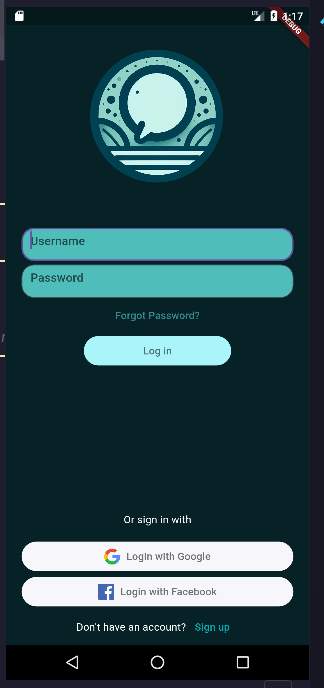 1:17
DEBUG
Username
Password
Forgot Password?
Log in
Or sign in with
Login with Google
Login with Facebook
Don't have an account? Sign up